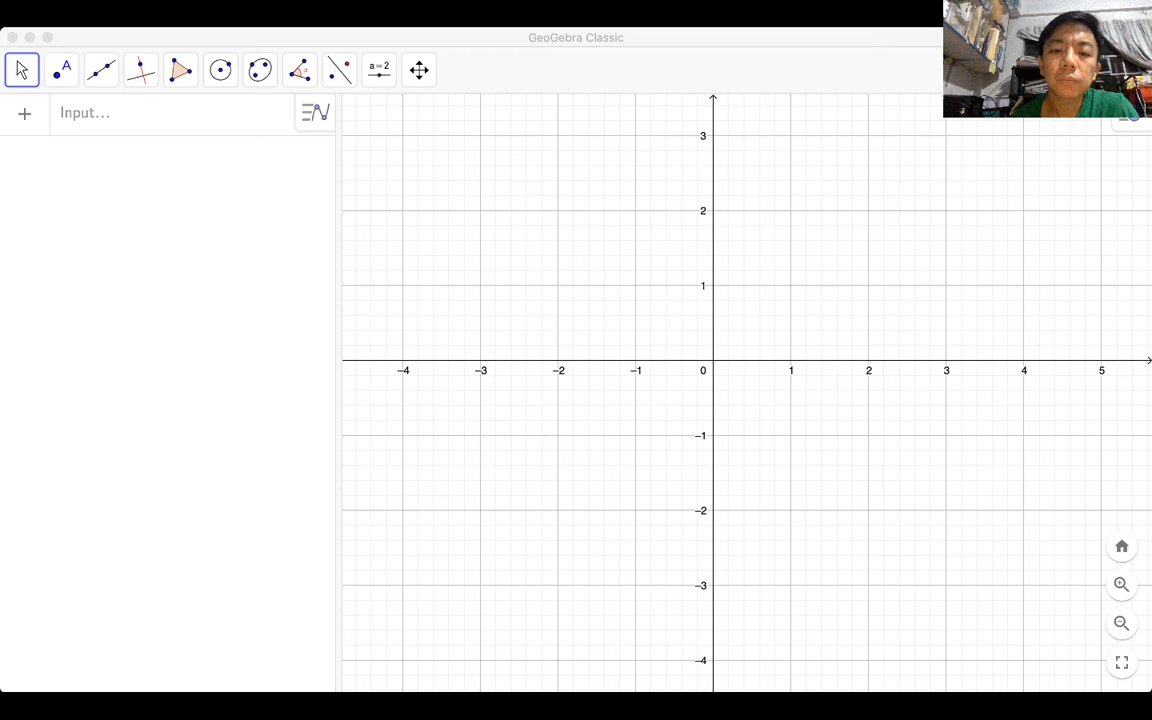 GeoGebra Classic
A
α
a=2
Input...
3
2
1
−4 −3 −2 −1 0 1 2 3 4 5
−1
−2
−3
−4